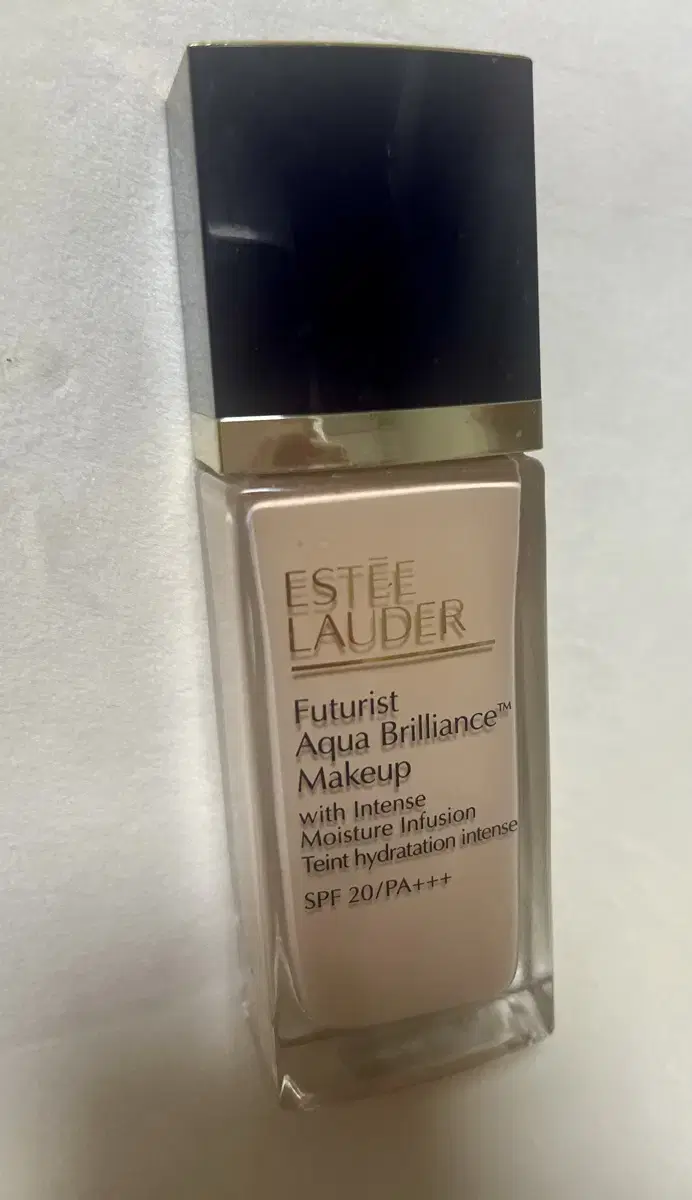 ESTĒE
LAUDER
Futurist
Aqua Brilliance™
Makeup
with Intense
Moisture Infusion
Teint hydratation intense
SPF 20/PA+++